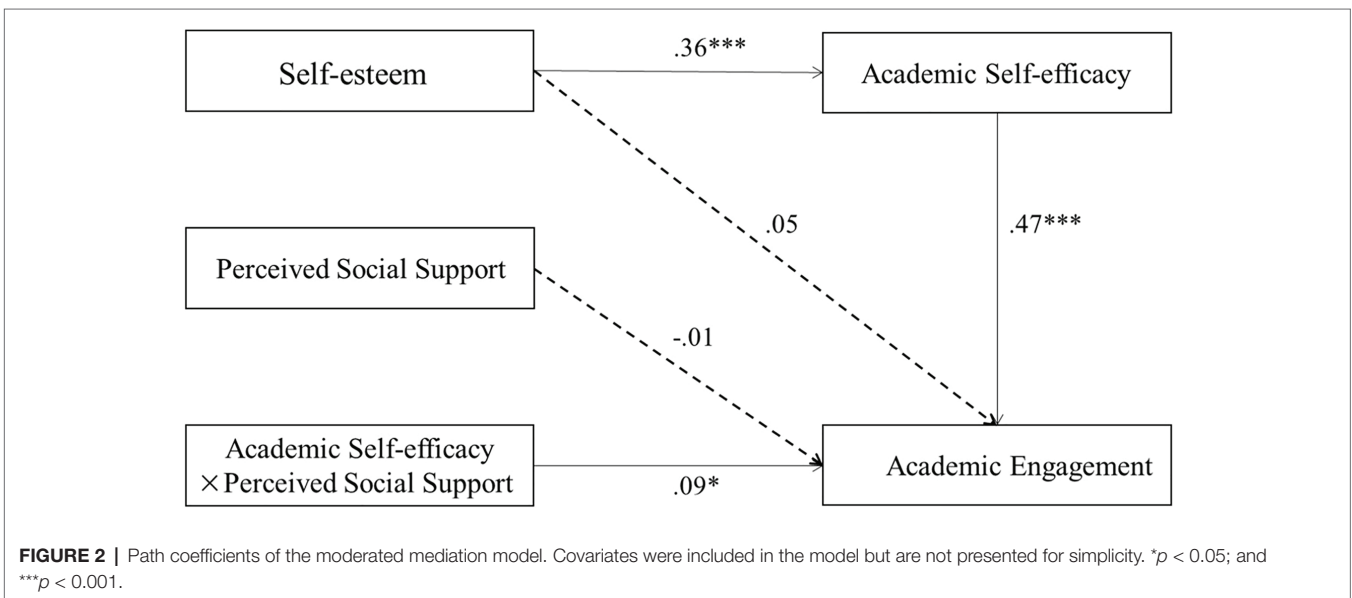 Self-esteem
.36***
Academic Self-efficacy
.05
.47***
Perceived Social Support
-.01
Academic Self-efficacy
×Perceived Social Support
.09*
Academic Engagement
FIGURE 2 | Path coefficients of the moderated mediation model. Covariates were included in the model but are not presented for simplicity. *p < 0.05; and
***p < 0.001.